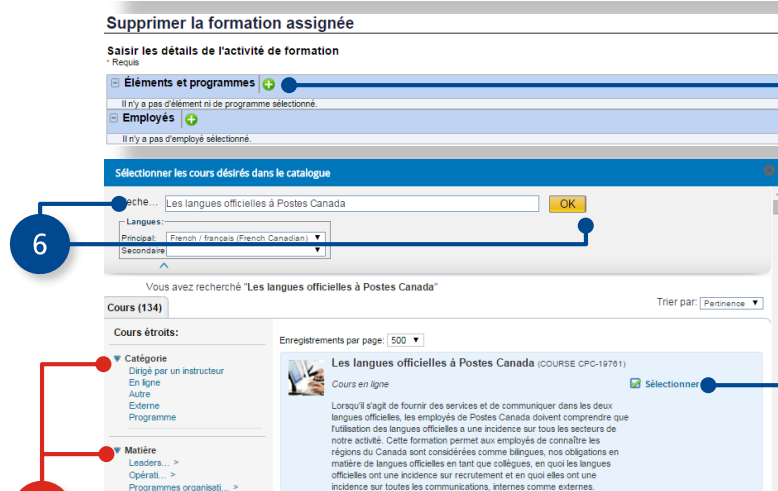 Supprimer la formation assignée
Saisir les détails de l'activité de formation
* Requis
Éléments et programmes
Il n'y a pas d'élément ni de programme sélectionné.
Employés
Il n'y a pas d'employé sélectionné.
Sélectionner les cours désirés dans le catalogue
eche... Les langues officielles à Postes Canada OK
Langues:
6
Principal: French / français (French Canadian)
Secondaire
Vous avez recherché "Les langues officielles à Postes Canada"
Cours (134)
Trier par: Pertinence
Cours étroits:
Enregistrements par page: 500
Catégorie
Dirigé par un instructeur
En ligne
Autre
Externe
Programme
Matière
Leaders... >
Opérati... >
Programmes organisati... >
Les langues officielles à Postes Canada (COURSE CPC-19761)
Cours en ligne
Sélectionner
Lorsqu'il s'agit de fournir des services et de communiquer dans les deux
langues officielles, les employés de Postes Canada doivent comprendre que
l'utilisation des langues officielles a une incidence sur tous les secteurs de
notre activité. Cette formation permet aux employés de connaître les
régions du Canada sont considérées comme bilingues, nos obligations en
matière de langues officielles en tant que collègues, en quoi les langues
officielles ont une incidence sur recrutement et en quoi elles ont une
incidence sur toutes les communications, internes comme externes.